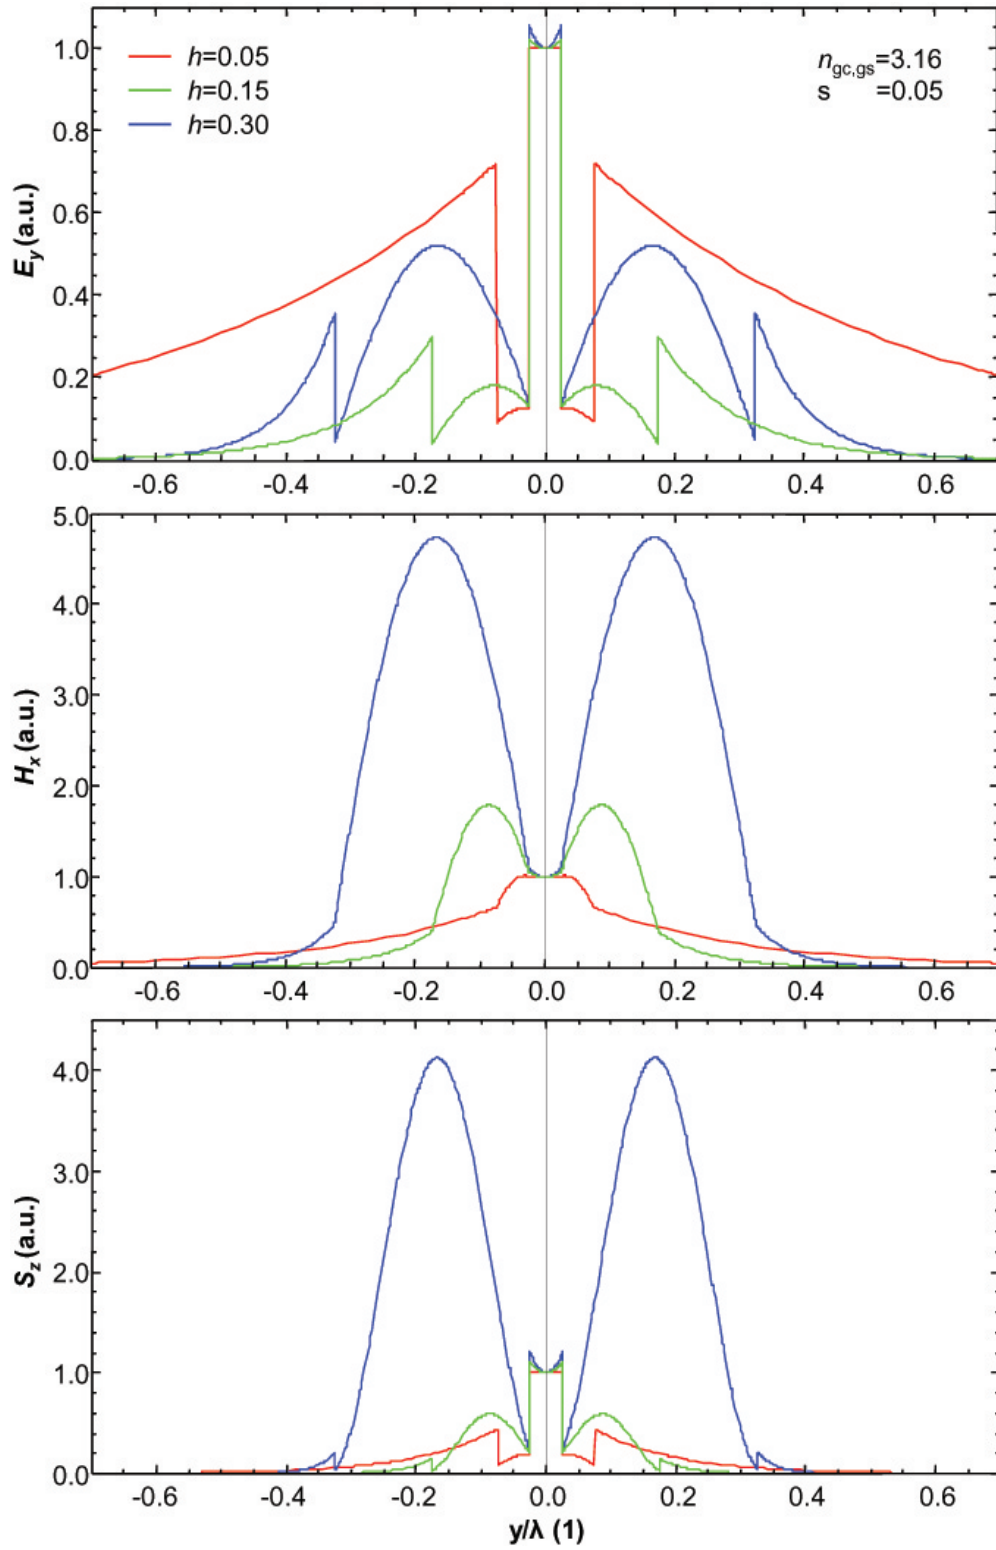 1.0
0.8
0.6
0.4
0.2
0.0
E_y (a.u.)
h=0.05
h=0.15
h=0.30
n_gc,gs=3.16
s =0.05
-0.6 -0.4 -0.2 0.0 0.2 0.4 0.6
5.0
4.0
3.0
2.0
1.0
0.0
H_x (a.u.)
-0.6 -0.4 -0.2 0.0 0.2 0.4 0.6
4.0
3.0
2.0
1.0
0.0
S_z (a.u.)
-0.6 -0.4 -0.2 0.0 0.2 0.4 0.6
y/λ (1)